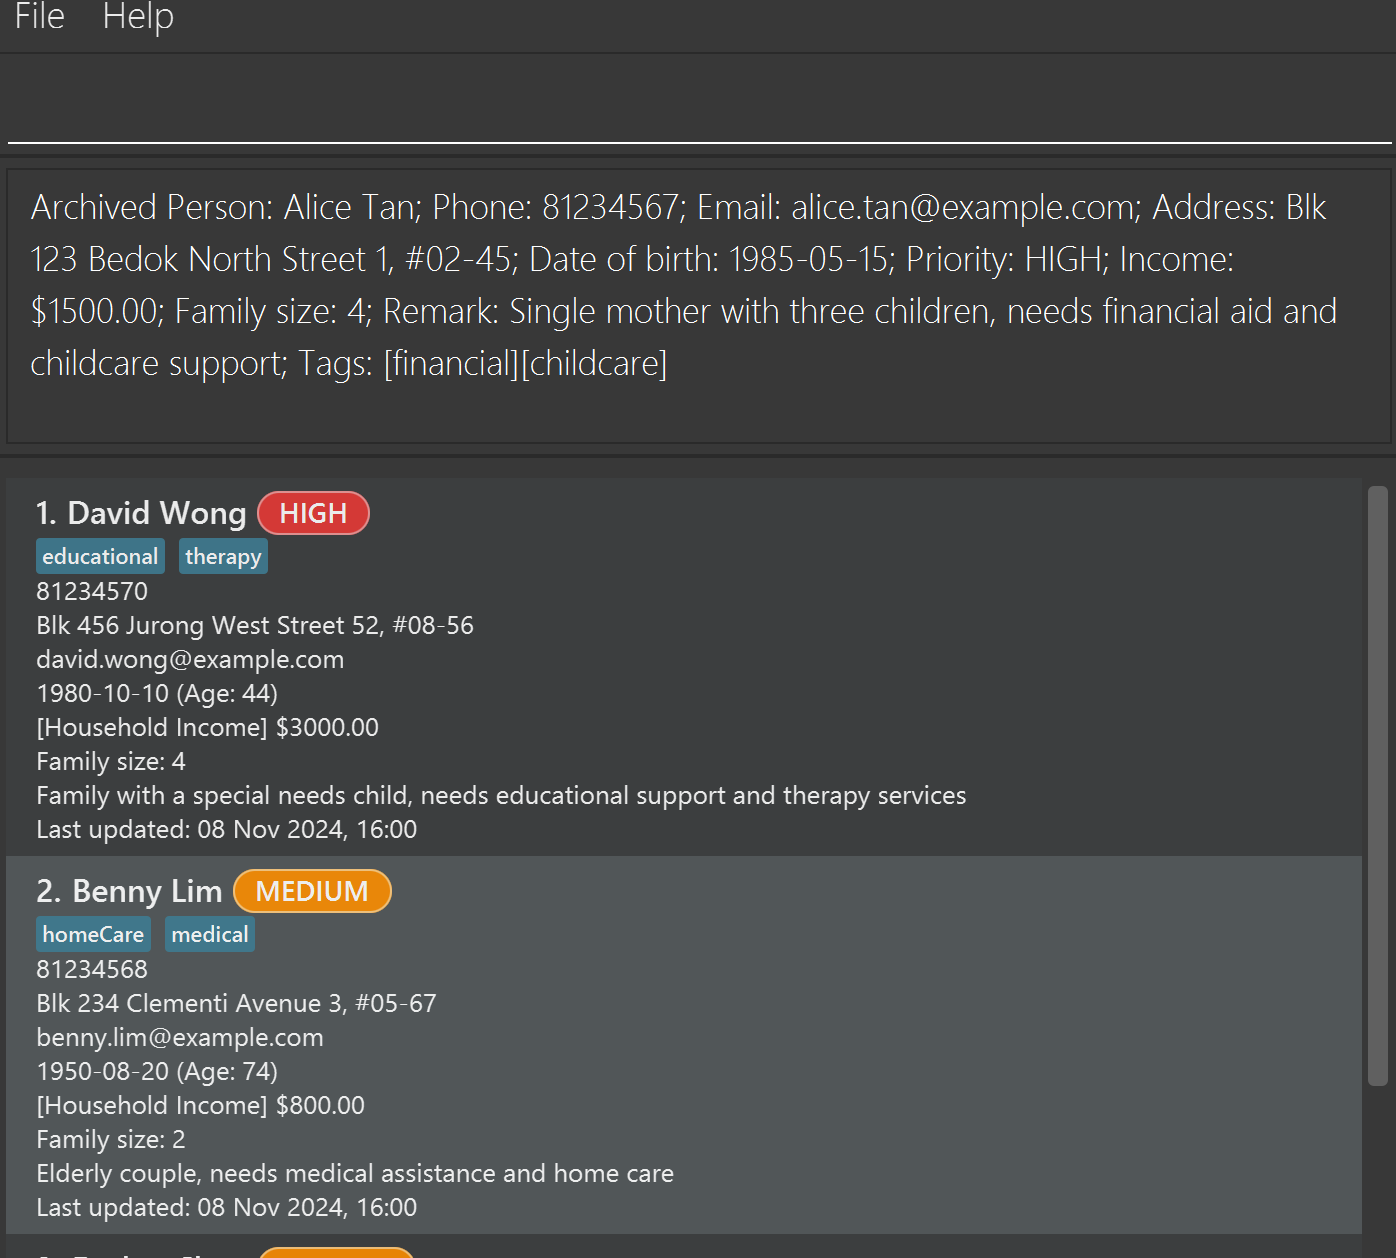 File Help
Archived Person: Alice Tan; Phone: 81234567; Email: alice.tan@example.com; Address: Blk
123 Bedok North Street 1, #02-45; Date of birth: 1985-05-15; Priority: HIGH; Income:
$1500.00; Family size: 4; Remark: Single mother with three children, needs financial aid and
childcare support; Tags: [financial][childcare]
1. David Wong HIGH
educational therapy
81234570
Blk 456 Jurong West Street 52, #08-56
david.wong@example.com
1980-10-10 (Age: 44)
[Household Income] $3000.00
Family size: 4
Family with a special needs child, needs educational support and therapy services
Last updated: 08 Nov 2024, 16:00
2. Benny Lim MEDIUM
homeCare medical
81234568
Blk 234 Clementi Avenue 3, #05-67
benny.lim@example.com
1950-08-20 (Age: 74)
[Household Income] $800.00
Family size: 2
Elderly couple, needs medical assistance and home care
Last updated: 08 Nov 2024, 16:00